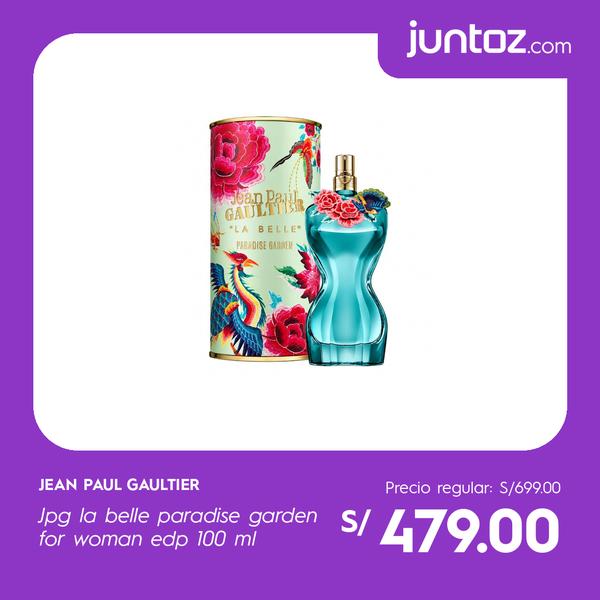 juntoz.com
Jean Paul
GAULTIER
"LA BELLE"
PARADISE GARDEN
JEAN PAUL GAULTIER
Jpg la belle paradise garden
for woman edp 100 ml
Precio regular: S/699.00
S/ 479.00